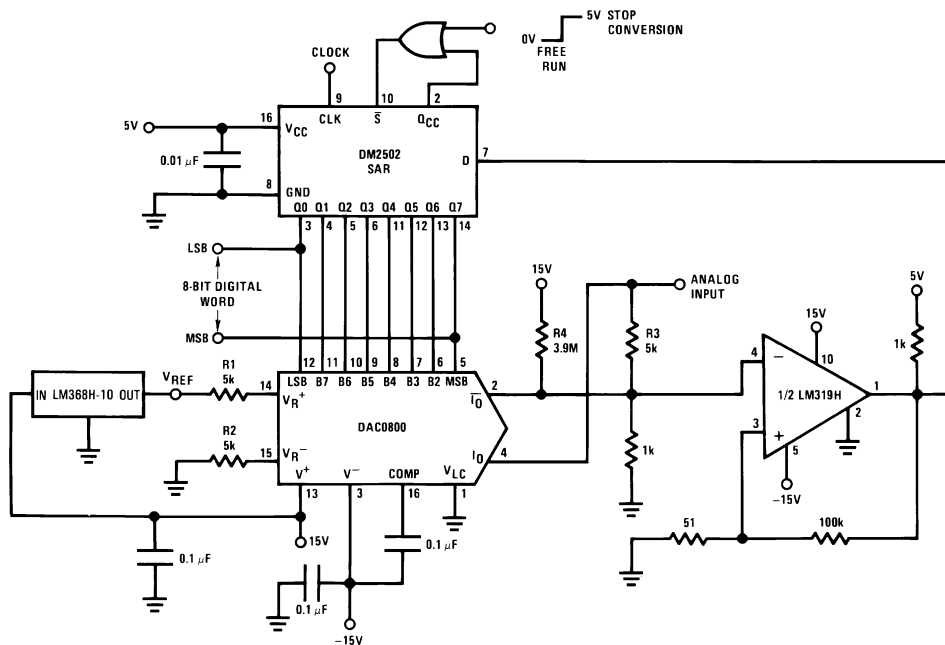 5V STOP
CONVERSION
0V
FREE
RUN
CLOCK
9
10
2
CLK
S̅
QCC
16
VCC
5V
DM2502
SAR
D
7
0.01 μF
8
GND
Q0 Q1 Q2 Q3 Q4 Q5 Q6 Q7
3 4 5 6 11 12 13 14
LSB
8-BIT DIGITAL
WORD
MSB
15V
ANALOG
INPUT
5V
R4
3.9M
R3
5k
15V
1k
12 11 10 9 8 7 6 5
LSB B7 B6 B5 B4 B3 B2 MSB
IN LM368H-10 OUT
VREF
R1
5k
14
VR+
2
I̅O̅
4
−
10
1/2 LM319H
1
DAC0800
R2
5k
15
VR−
IO
4
1k
3
+
2
5
−15V
V+
V−
COMP
VLC
13
3
16
1
51
100k
0.1 μF
15V
0.1 μF
0.1 μF
−15V